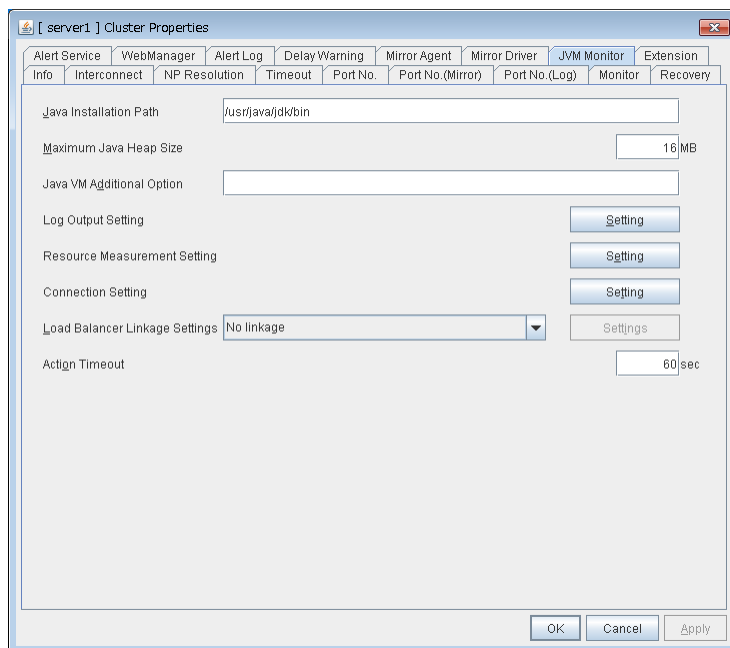 [ server1 ] Cluster Properties
Alert Service WebManager Alert Log Delay Warning Mirror Agent Mirror Driver JVM Monitor Extension
Info Interconnect NP Resolution Timeout Port No. Port No.(Mirror) Port No.(Log) Monitor Recovery
Java Installation Path /usr/java/jdk/bin
Maximum Java Heap Size 16 MB
Java VM Additional Option
Log Output Setting Setting
Resource Measurement Setting Setting
Connection Setting Setting
Load Balancer Linkage Settings No linkage Settings
Action Timeout 60 sec
OK Cancel Apply